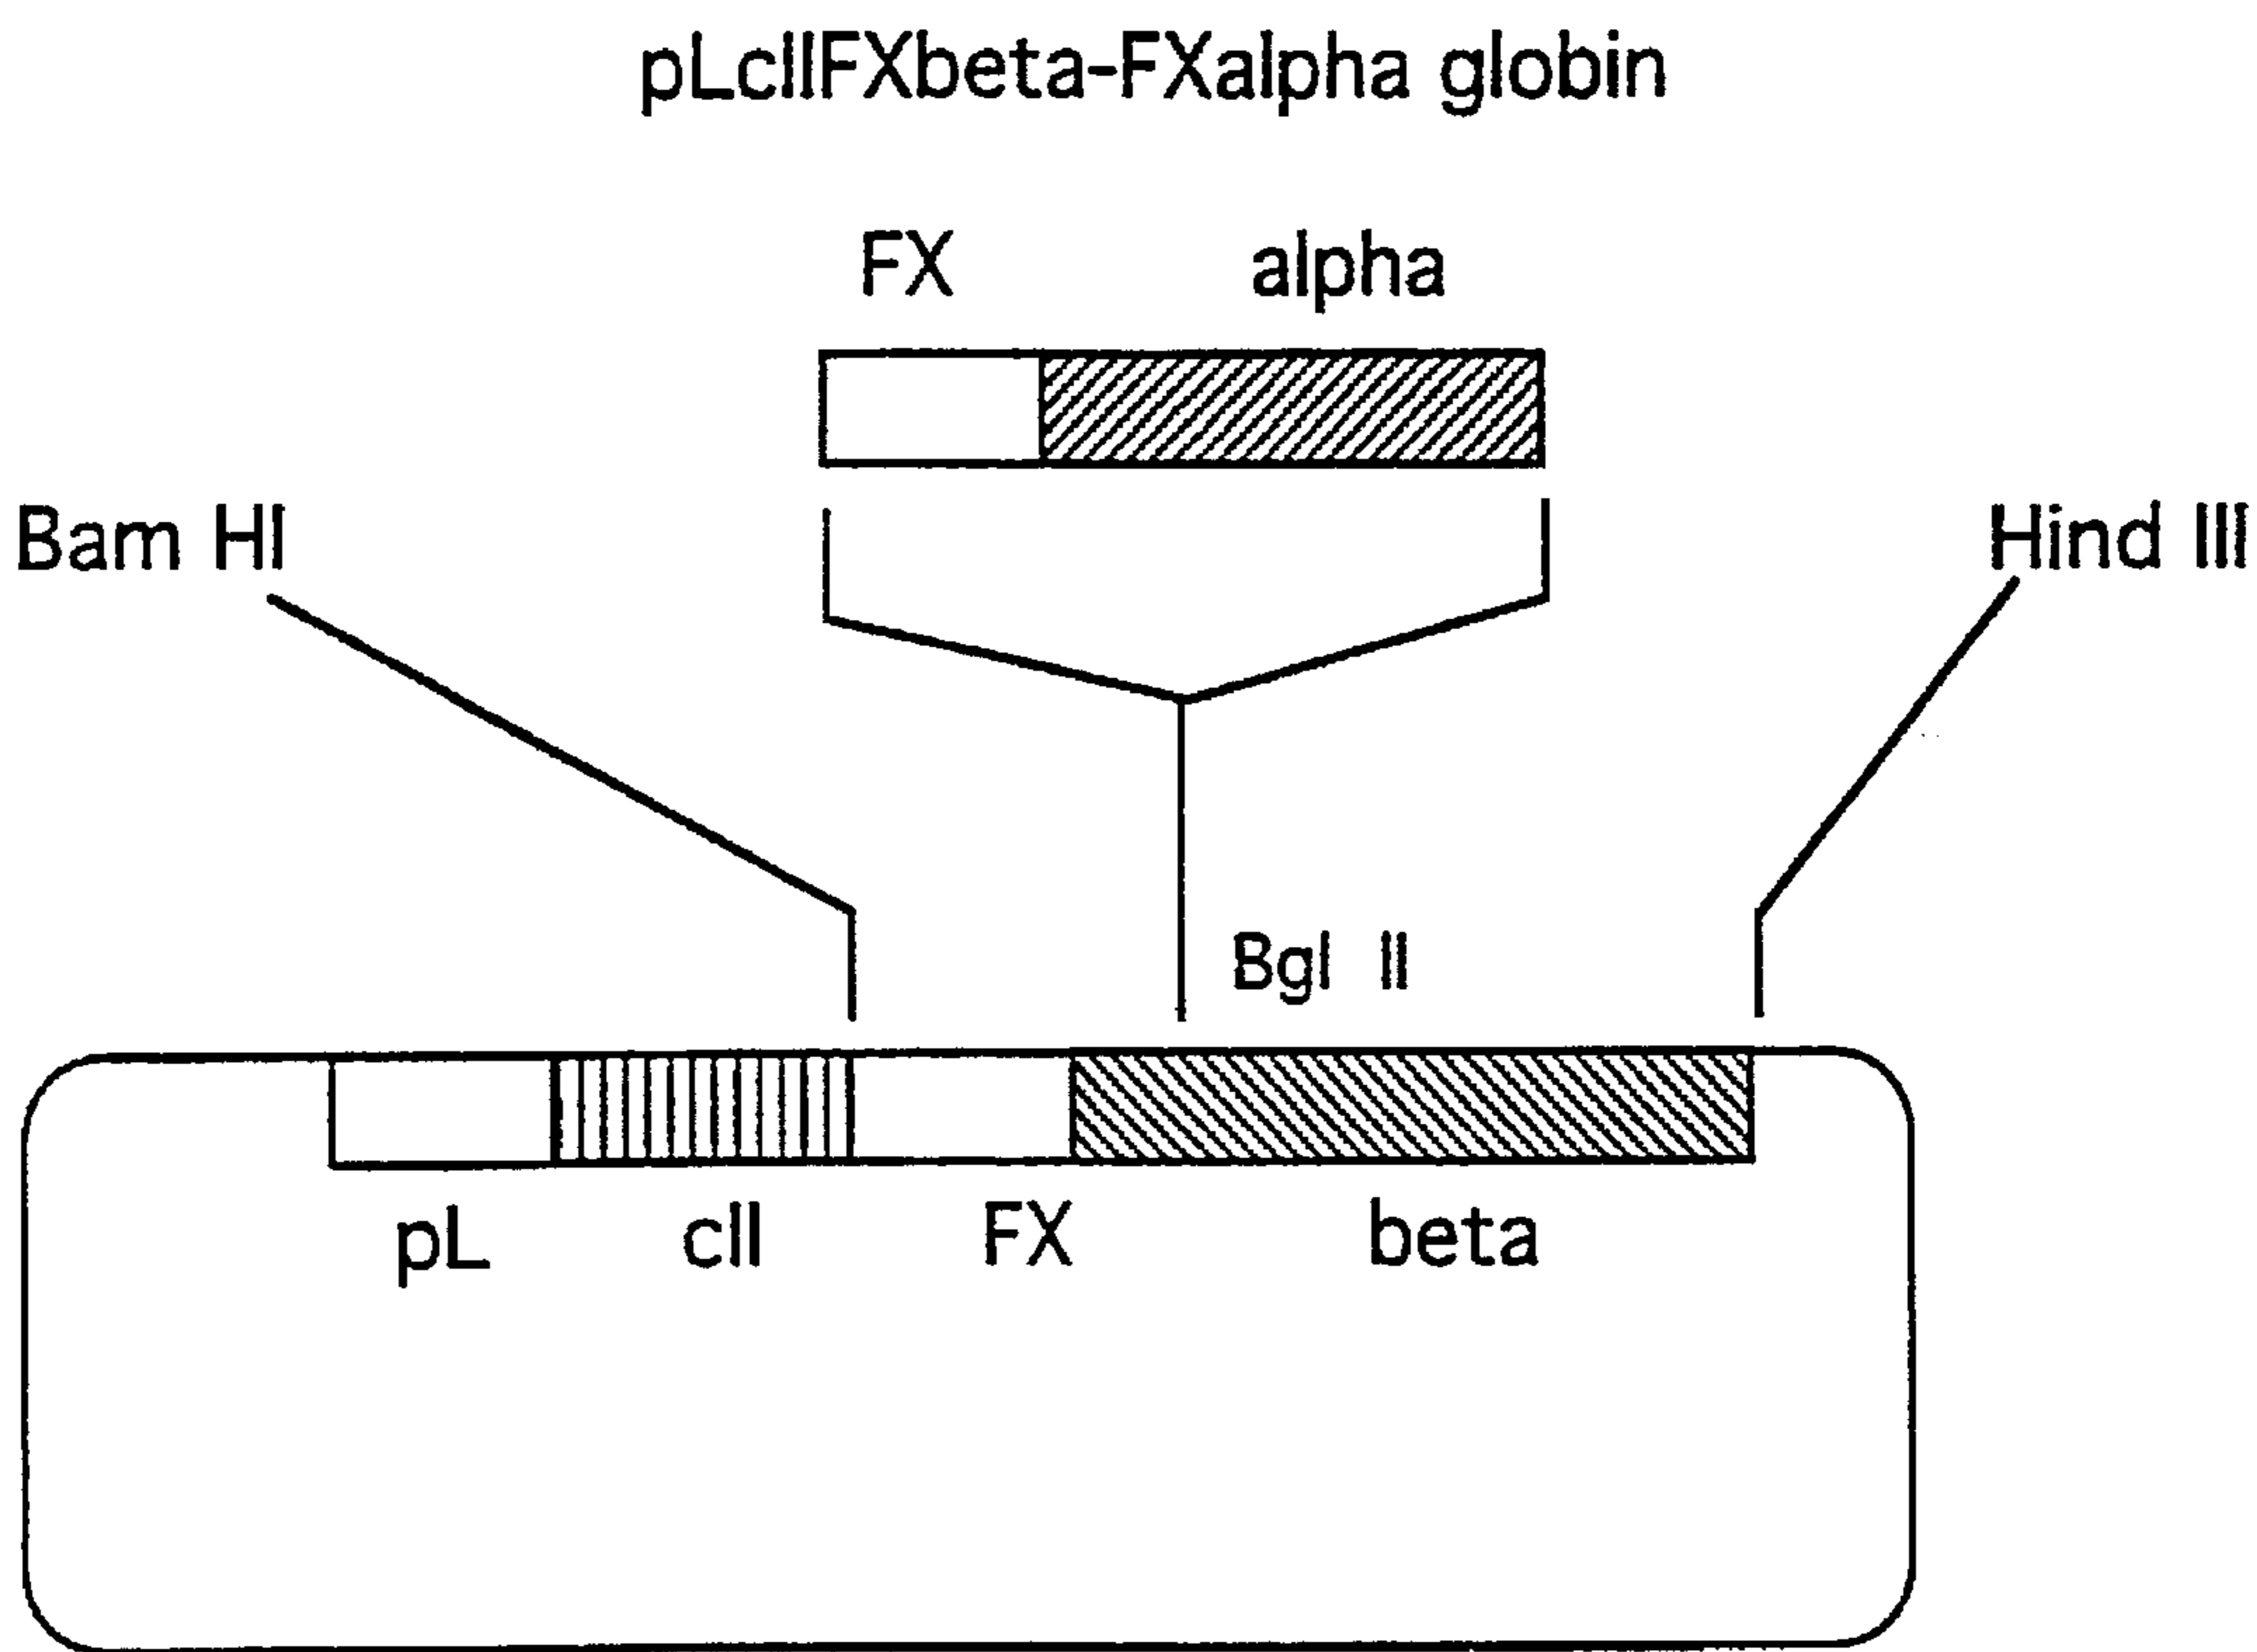 pLcIIFXbeta-FXalpha globin
FX alpha
Bam HI Hind III
Bgl II
pL cII FX beta